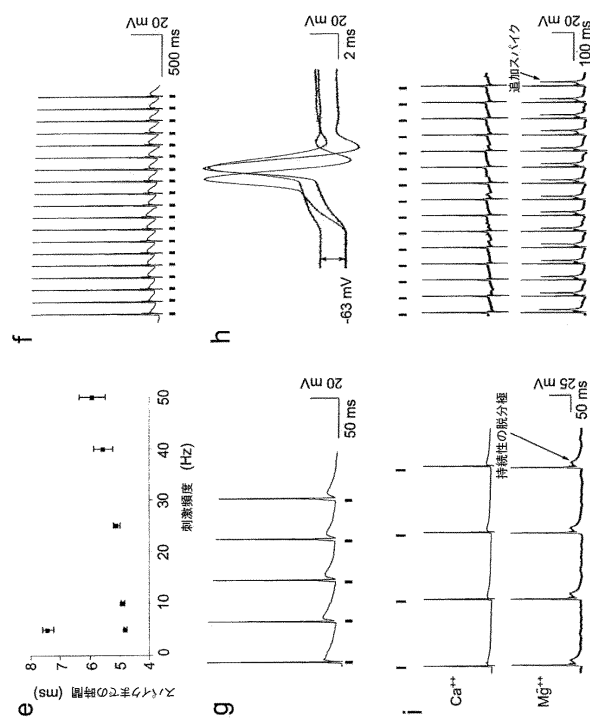 e
8
7
6
5
4
スパイクまでの時間 (ms)
0
10
20
30
40
50
刺激頻度 (Hz)
f
20 mV
500 ms
g
20 mV
50 ms
h
-63 mV
20 mV
2 ms
i
Ca++
Mg++
持続性の脱分極
25 mV
50 ms
20 mV
追加スパイク
100 ms